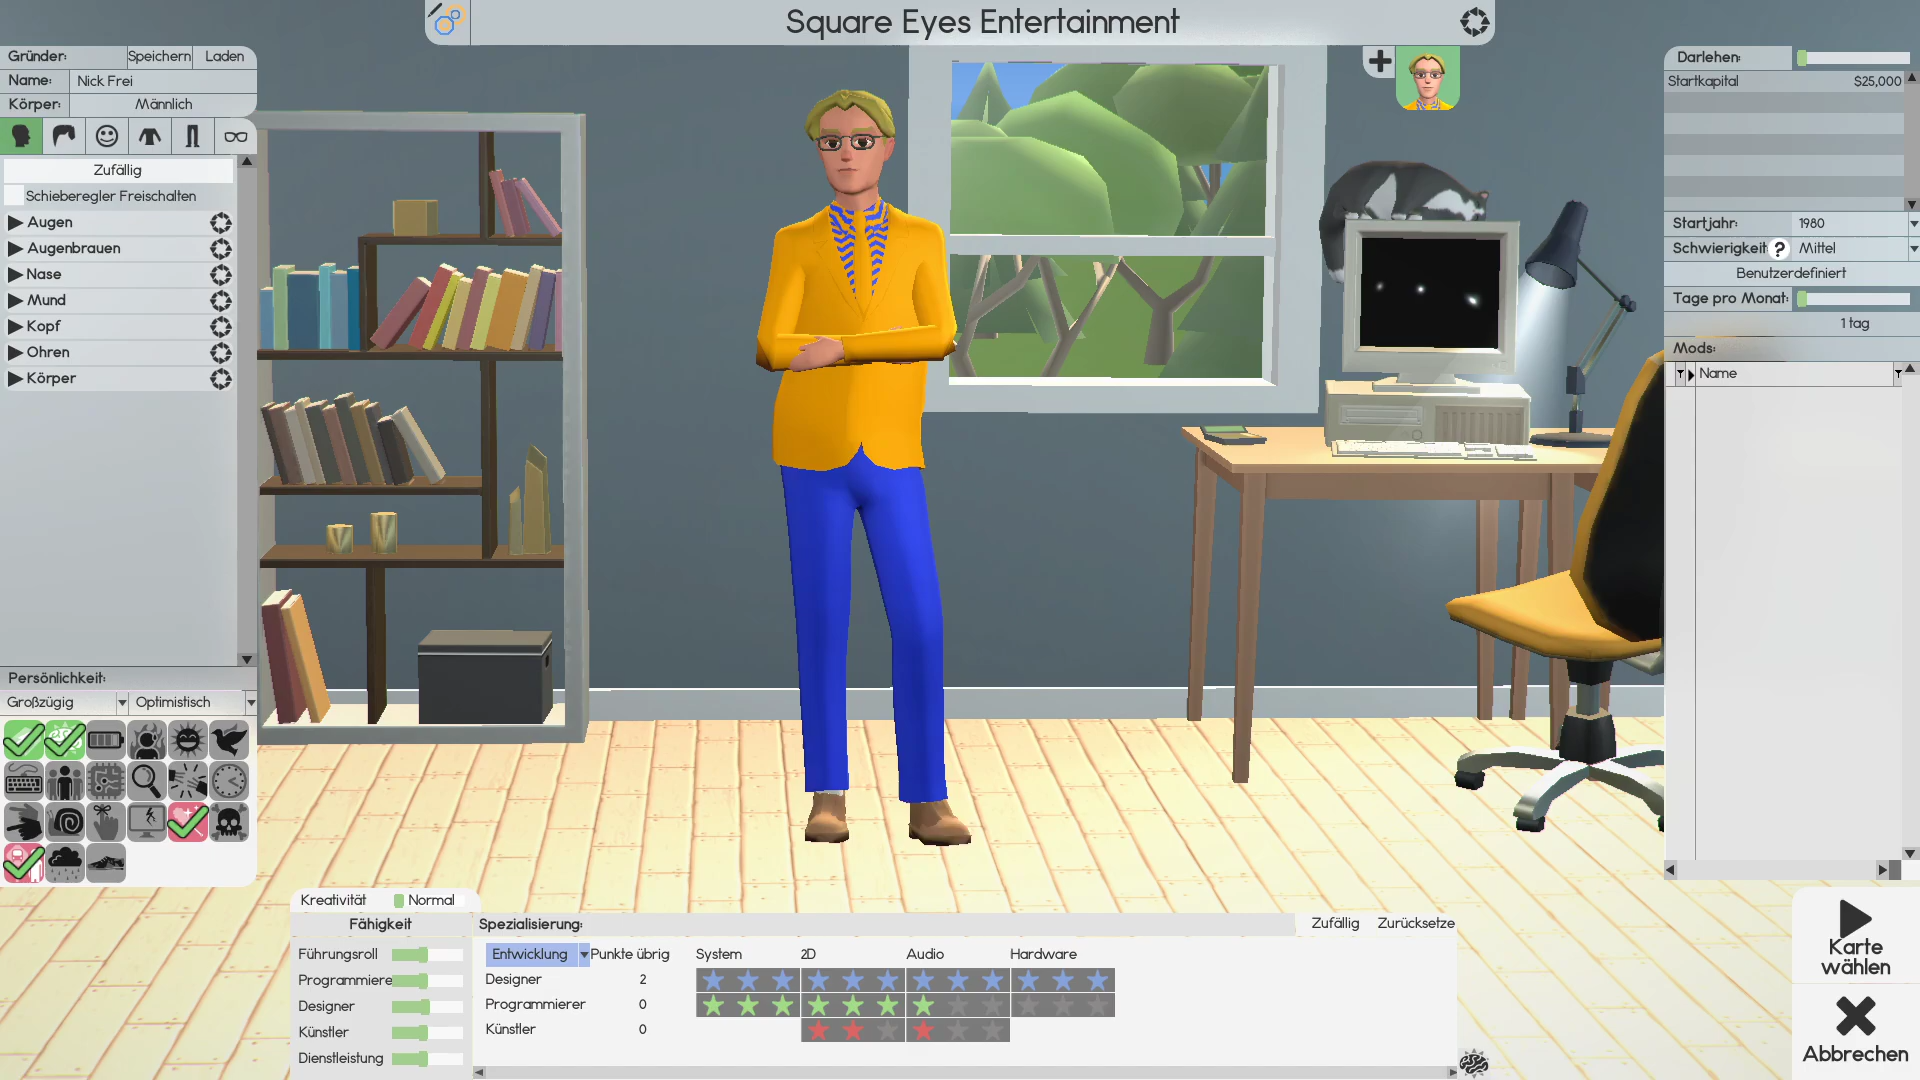 Square Eyes Entertainment
Gründer: Speichern Laden
Name: Nick Frei
Körper: Männlich
Zufällig
Schieberegler Freischalten
Augen
Augenbrauen
Nase
Mund
Kopf
Ohren
Körper
Persönlichkeit:
Großzügig Optimistisch
Kreativität Normal
Fähigkeit
Führungsroll
Programmiere
Designer
Künstler
Dienstleistung
Spezialisierung: Zufällig Zurücksetze
Entwicklung Punkte übrig System 2D Audio Hardware
Designer 2
Programmierer 0
Künstler 0
Darlehen:
Startkapital $25,000
Startjahr: 1980
Schwierigkeit ? Mittel
Benutzerdefiniert
Tage pro Monat:
1 tag
Mods:
Name
Karte wählen
Abbrechen